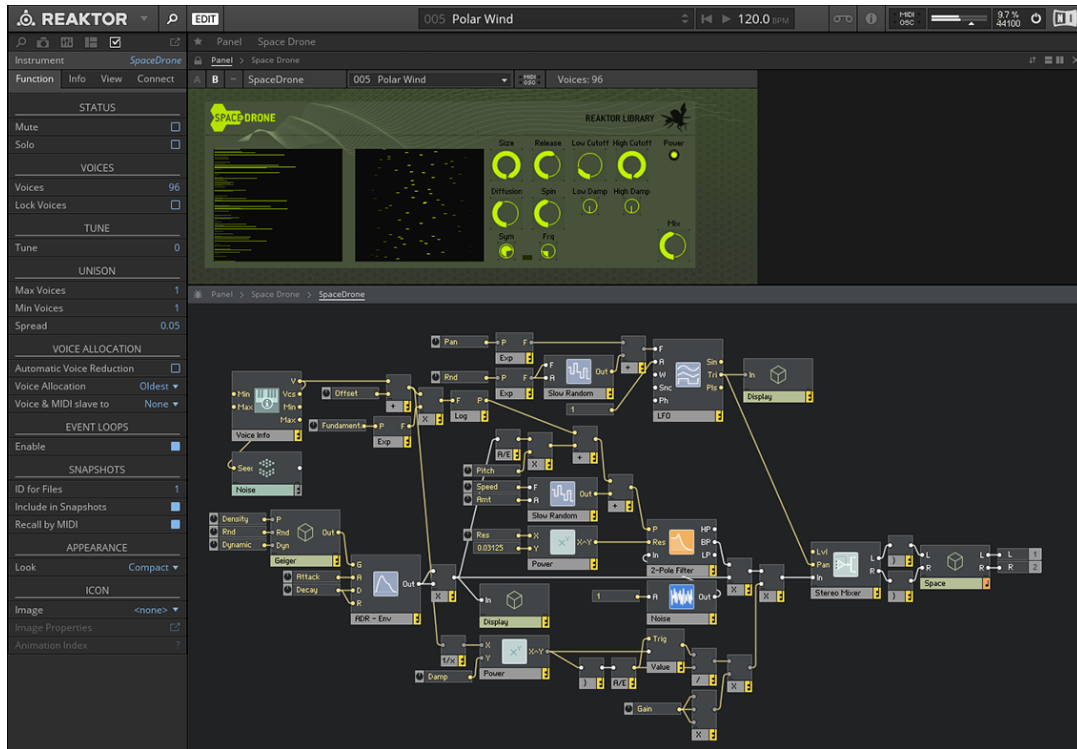 REAKTOR EDIT 005 Polar Wind 120.0 BPM MIDI OSC 9.7 % 44100 NI
Panel Space Drone
Instrument SpaceDrone Panel > Space Drone
Function Info View Connect A B SpaceDrone 005 Polar Wind MIDI OSC Voices: 96
STATUS
Mute
Solo
VOICES
Voices 96
Lock Voices
TUNE
Tune 0
UNISON
Max Voices 1
Min Voices 1
Spread 0.05
VOICE ALLOCATION
Automatic Voice Reduction
Voice Allocation Oldest
Voice & MIDI slave to None
EVENT LOOPS
Enable
SNAPSHOTS
ID for Files 1
Include in Snapshots
Recall by MIDI
APPEARANCE
Look Compact
ICON
Image <none>
Image Properties
Animation Index ?
SPACE DRONE REAKTOR LIBRARY
Size Release Low Cutoff High Cutoff Power
Diffusion Spin Low Damp High Damp
Sym Frq Mix
Panel > Space Drone > SpaceDrone
Pan P F Exp +
Rnd P F Exp F A Out Slow Random 1
F A W Snc Ph Sin Tri Pls LFO
In Display
Min Max V Vcs Min Max Voice Info
Offset + X F P Log
Fundament. P F Exp
Noise
A/E X +
Pitch
Speed Amt F A Out Slow Random +
Res 0.03125 X Y X^Y Power
P Res In HP BP LP 2-Pole Filter
Density Rnd Dynamic P Rnd Dyn Out Geiger
Attack Decay G A D R Out ADR - Env X
In Display
1 A Out Noise X X
Lvl Pan In L R Stereo Mixer ) )
L R L R Space L R 1 2
1/x X Y X^Y Power
Damp
) A/E Trig Value / X
Gain X